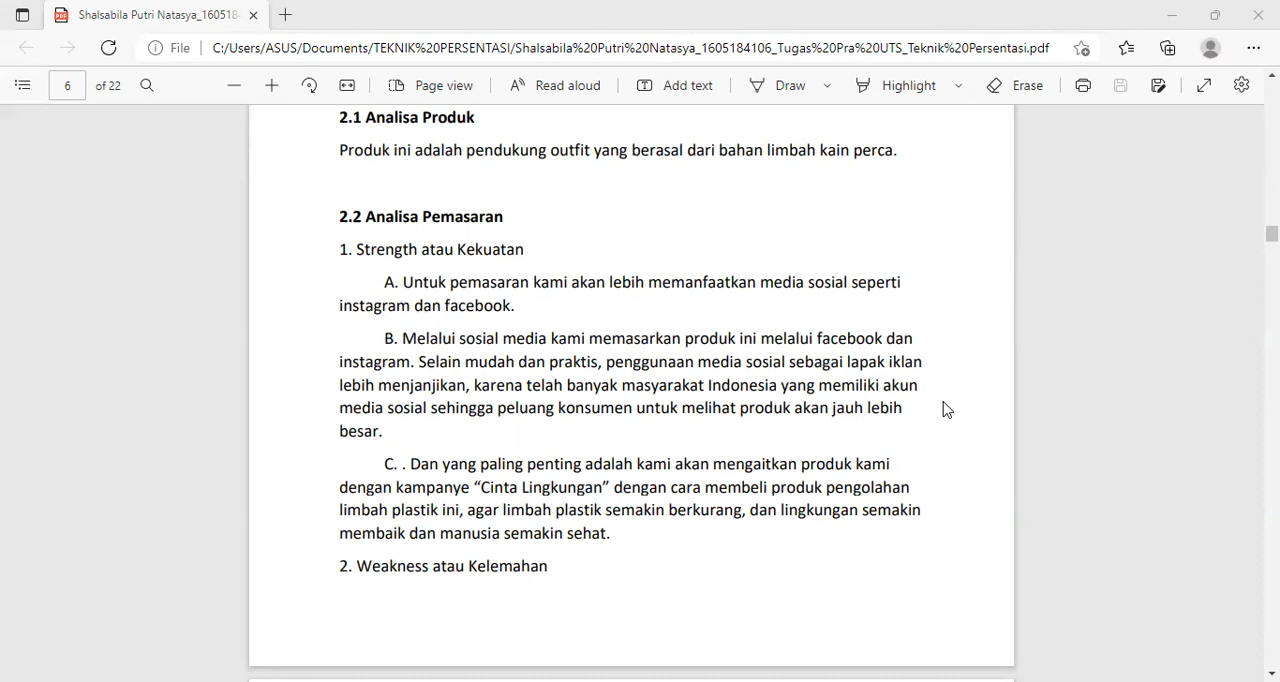 Shalsabila Putri Natasya_1605184
File
C:/Users/ASUS/Documents/TEKNIK%20PERSENTASI/Shalsabila%20Putri%20Natasya_1605184106_Tugas%20Pra%20UTS_Teknik%20Persentasi.pdf
6 of 22
Page view
Read aloud
Add text
Draw
Highlight
Erase
2.1 Analisa Produk
Produk ini adalah pendukung outfit yang berasal dari bahan limbah kain perca.
2.2 Analisa Pemasaran
1. Strength atau Kekuatan
A. Untuk pemasaran kami akan lebih memanfaatkan media sosial seperti
instagram dan facebook.
B. Melalui sosial media kami memasarkan produk ini melalui facebook dan
instagram. Selain mudah dan praktis, penggunaan media sosial sebagai lapak iklan
lebih menjanjikan, karena telah banyak masyarakat Indonesia yang memiliki akun
media sosial sehingga peluang konsumen untuk melihat produk akan jauh lebih
besar.
C. . Dan yang paling penting adalah kami akan mengaitkan produk kami
dengan kampanye “Cinta Lingkungan” dengan cara membeli produk pengolahan
limbah plastik ini, agar limbah plastik semakin berkurang, dan lingkungan semakin
membaik dan manusia semakin sehat.
2. Weakness atau Kelemahan